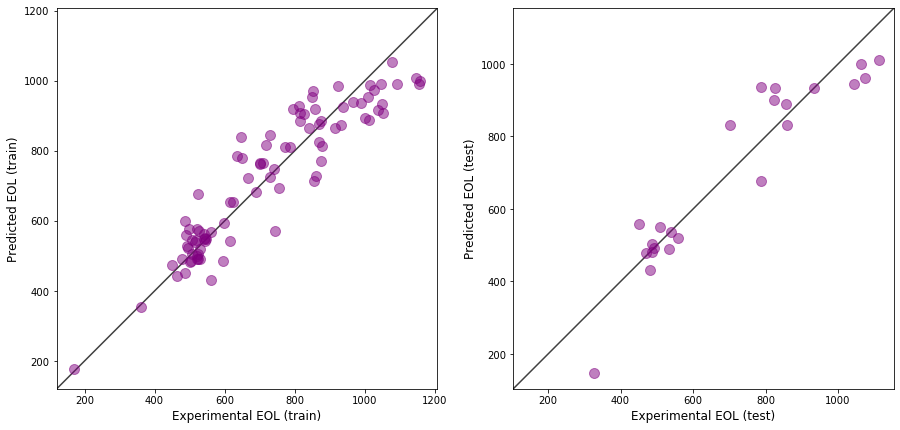 1200
1000
800
600
400
200
Predicted EOL (train)
200 400 600 800 1000 1200
Experimental EOL (train)
1000
800
600
400
200
Predicted EOL (test)
200 400 600 800 1000
Experimental EOL (test)